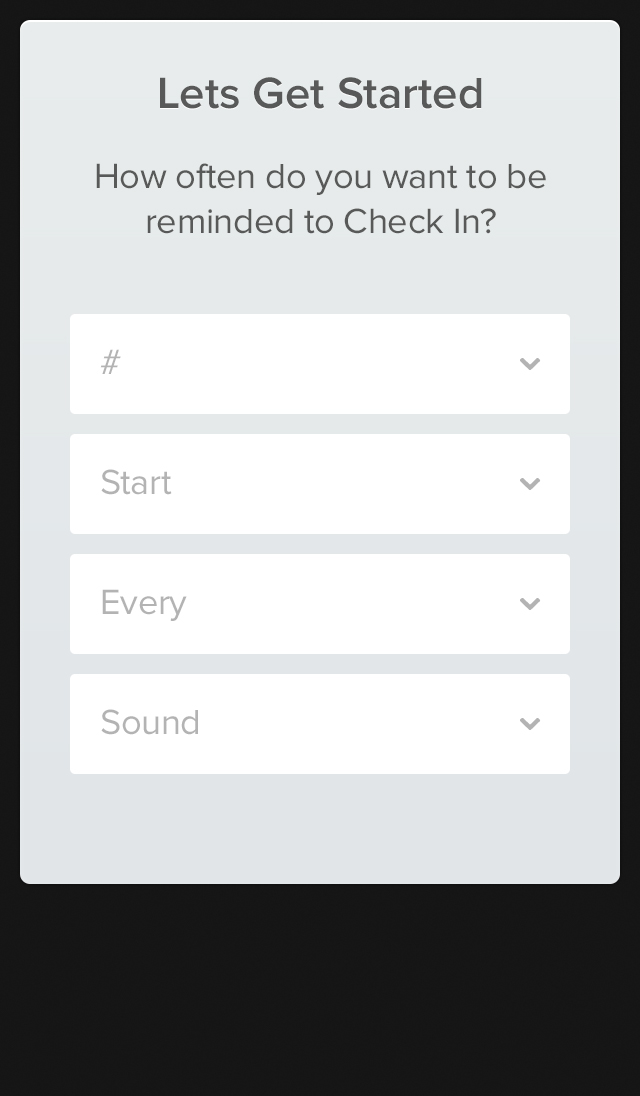 Lets Get Started
How often do you want to be
reminded to Check In?
#
Start
Every
Sound